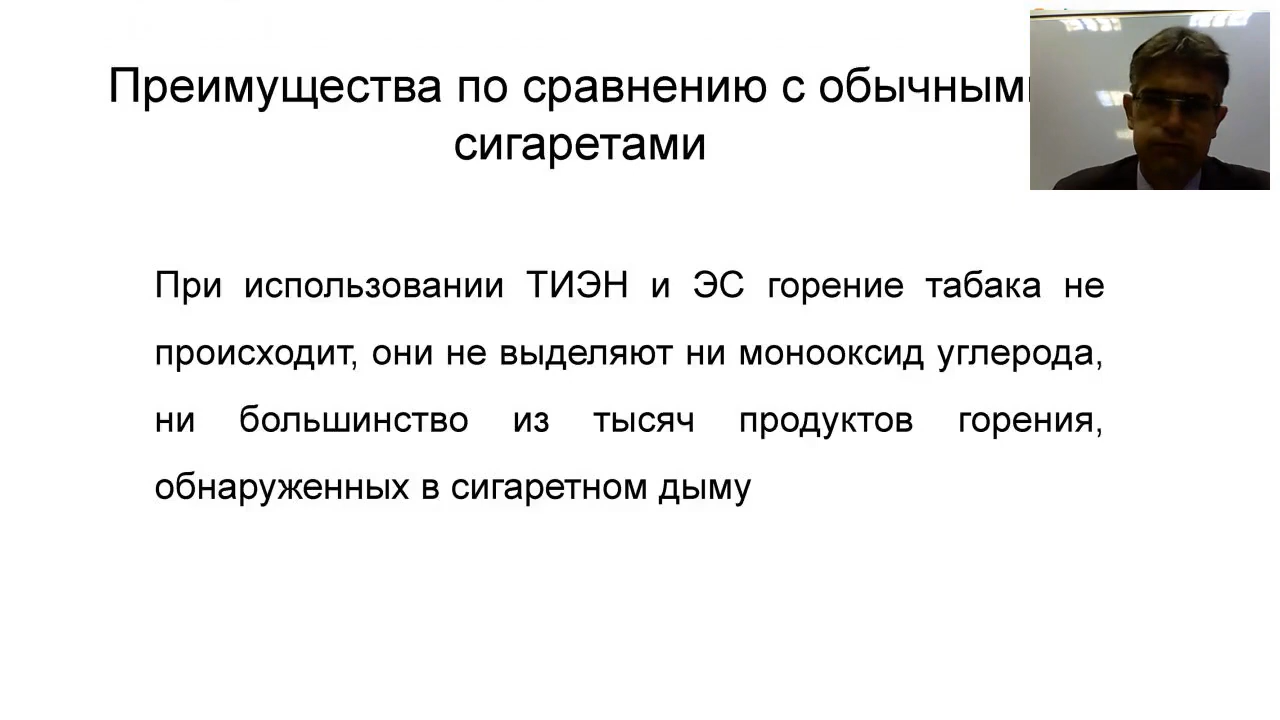 Преимущества по сравнению с обычными
сигаретами
При использовании ТИЭН и ЭС горение табака не
происходит, они не выделяют ни монооксид углерода,
ни большинство из тысяч продуктов горения,
обнаруженных в сигаретном дыму